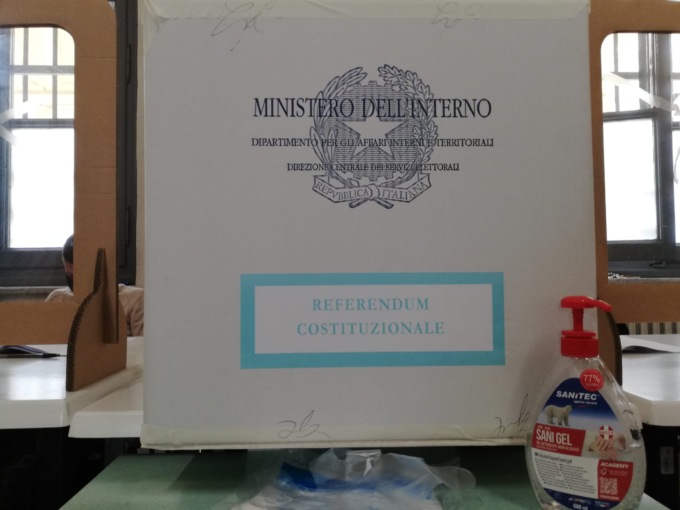 MINISTERO DELL'INTERNO
DIPARTIMENTO PER GLI AFFARI INTERNI E TERRITORIALI
DIREZIONE CENTRALE DEI SERVIZI ELETTORALI
REPVBBLICA ITALIANA
REFERENDUM
COSTITUZIONALE
77%
SANITEC
SANI GEL
ACADEMY